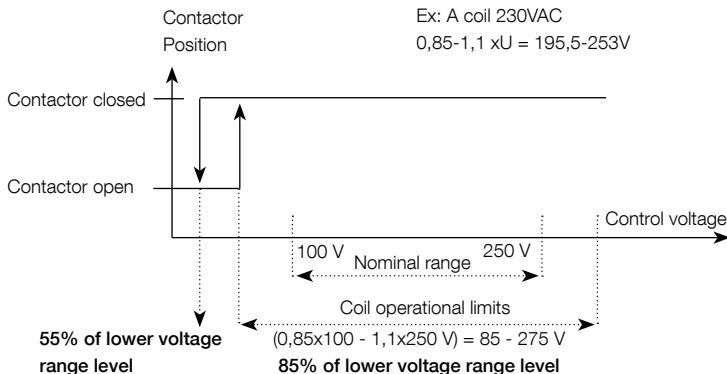 Contactor
Position
Ex: A coil 230VAC
0,85-1,1 xU = 195,5-253V
Contactor closed
Contactor open
Control voltage
100 V
250 V
Nominal range
Coil operational limits
55% of lower voltage
range level
(0,85x100 - 1,1x250 V) = 85 - 275 V
85% of lower voltage range level